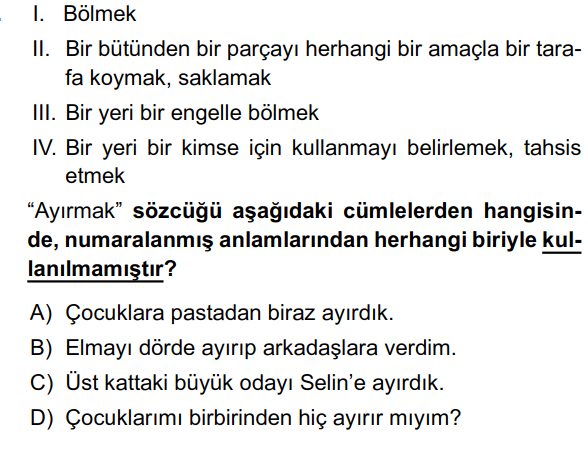 I. Bölmek
II. Bir bütünden bir parçayı herhangi bir amaçla bir tara-
fa koymak, saklamak
III. Bir yeri bir engelle bölmek
IV. Bir yeri bir kimse için kullanmayı belirlemek, tahsis
etmek
“Ayırmak” sözcüğü aşağıdaki cümlelerden hangisin-
de, numaralanmış anlamlarından herhangi biriyle kul-
lanılmamıştır?
A) Çocuklara pastadan biraz ayırdık.
B) Elmayı dörde ayırıp arkadaşlara verdim.
C) Üst kattaki büyük odayı Selin’e ayırdık.
D) Çocuklarımı birbirinden hiç ayırır mıyım?